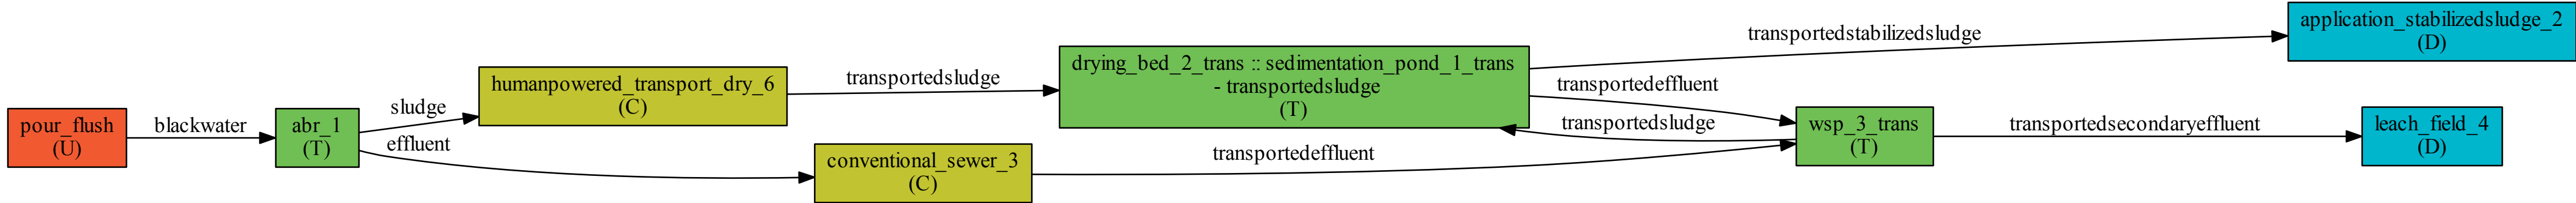 pour_flush
(U)
blackwater
abr_1
(T)
sludge
effluent
humanpowered_transport_dry_6
(C)
conventional_sewer_3
(C)
transportedsludge
transportedeffluent
drying_bed_2_trans :: sedimentation_pond_1_trans
- transportedsludge
(T)
transportedstabilizedsludge
transportedeffluent
transportedsludge
wsp_3_trans
(T)
transportedsecondaryeffluent
application_stabilizedsludge_2
(D)
leach_field_4
(D)